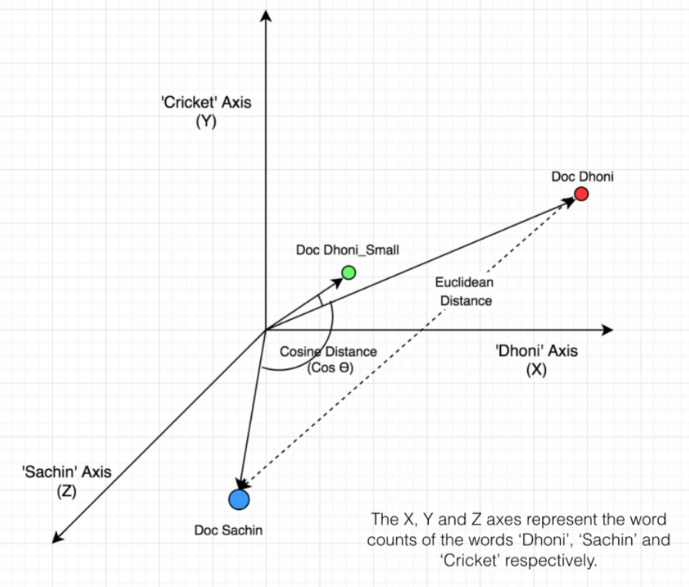 'Cricket' Axis
(Y)
Doc Dhoni
Doc Dhoni_Small
Euclidean
Distance
Cosine Distance
(Cos Θ)
'Dhoni' Axis
(X)
'Sachin' Axis
(Z)
Doc Sachin
The X, Y and Z axes represent the word
counts of the words ‘Dhoni’, ‘Sachin’ and
‘Cricket’ respectively.